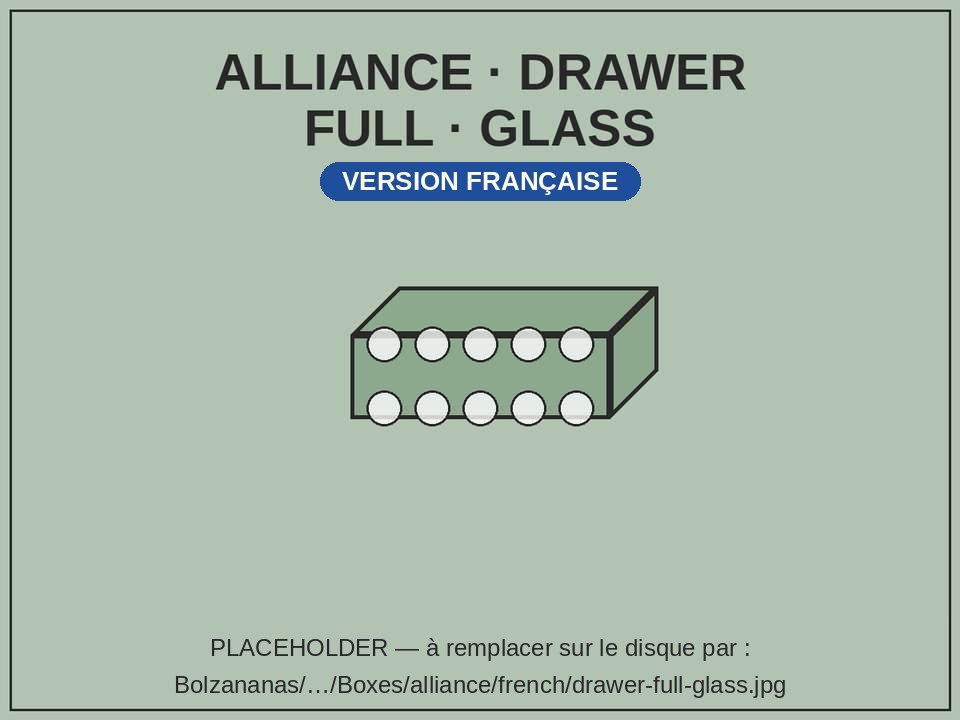 ALLIANCE · DRAWER
FULL · GLASS
VERSION FRANÇAISE
PLACEHOLDER — à remplacer sur le disque par :
Bolzananas/…/Boxes/alliance/french/drawer-full-glass.jpg